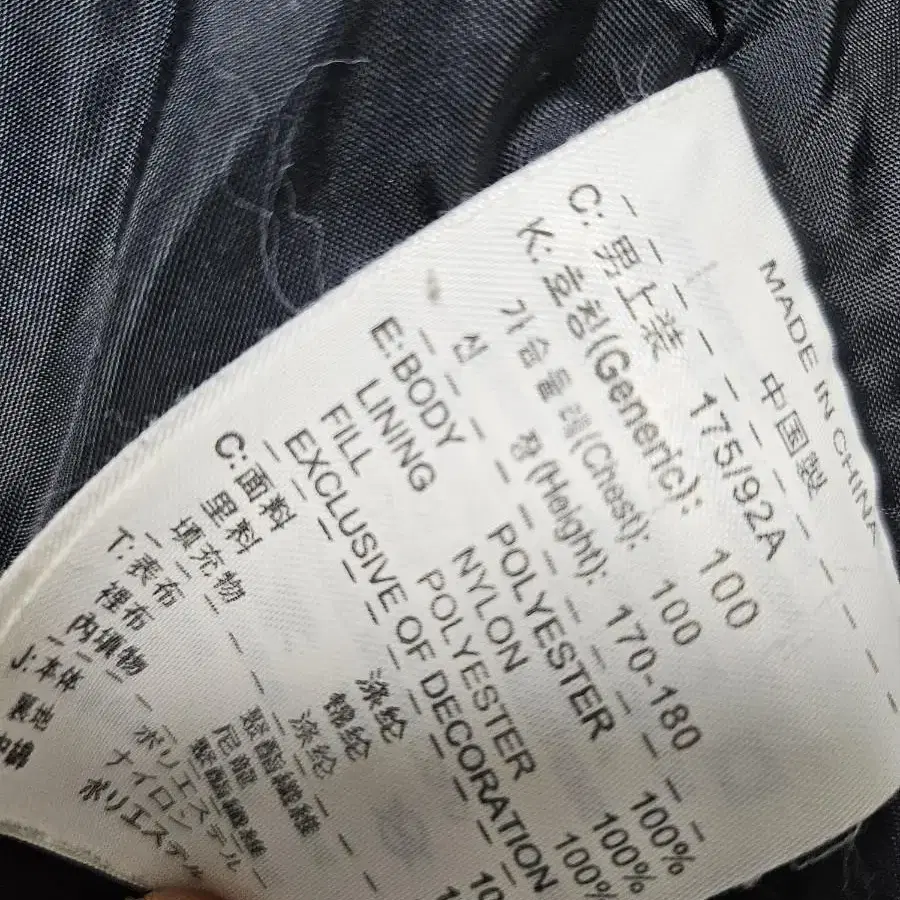 MADE IN CHINA
中国製
C: 男上装 175/92A
K: 호칭(Generic): 100
가슴둘레(Chest): 100
신 장(Height): 170-180
E:BODY POLYESTER 100%
LINING NYLON 100%
FILL POLYESTER 100%
EXCLUSIVE OF DECORATION
C:面料 涤纶 10
里料 锦纶 1
填充物 涤纶
T:表布 聚酯纖維
裡布 尼龍
內填物 聚酯纖維
J:本体 ポリエステル
裏地 ナイロン
中綿 ポリエステル